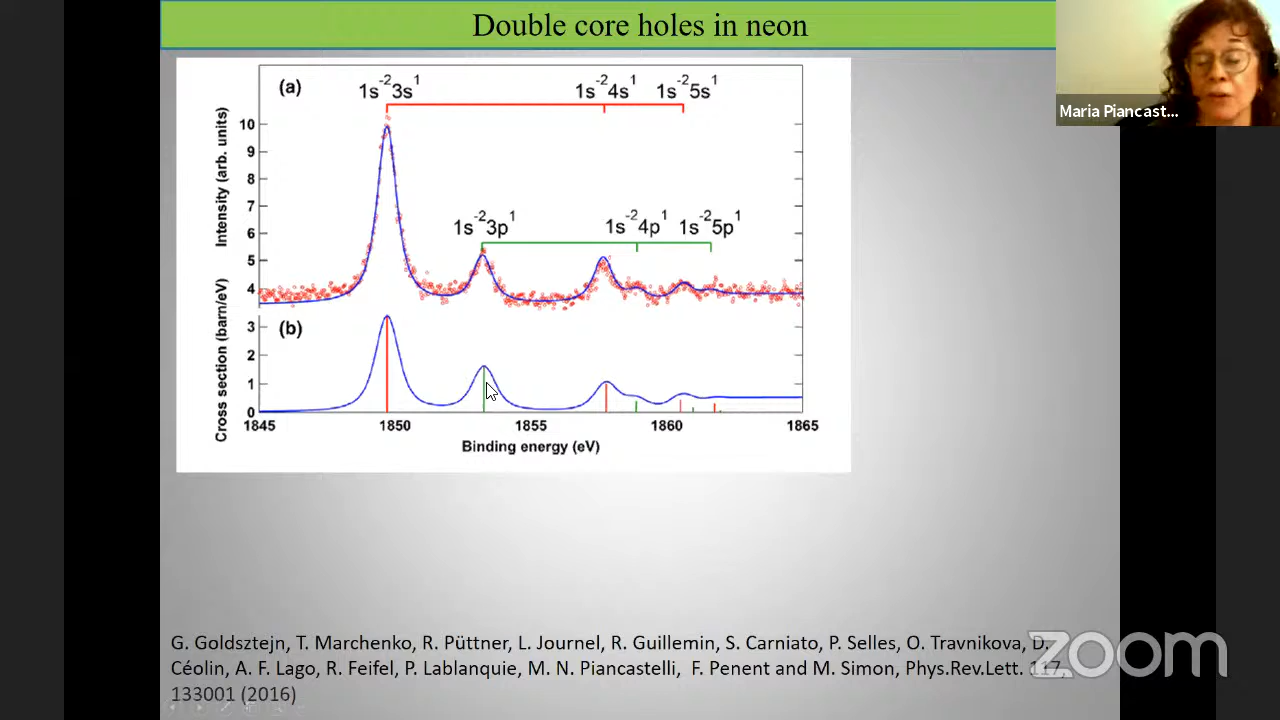 Double core holes in neon
Maria Piancast...
(a)
1s⁻²3s¹
1s⁻²4s¹
1s⁻²5s¹
Intensity (arb. units)
10
9
8
7
6
5
4
1s⁻²3p¹
1s⁻²4p¹
1s⁻²5p¹
(b)
Cross section (barn/eV)
3
2
1
0
1845
1850
1855
1860
1865
Binding energy (eV)
G. Goldsztejn, T. Marchenko, R. Püttner, L. Journel, R. Guillemin, S. Carniato, P. Selles, O. Travnikova, D.
Céolin, A. F. Lago, R. Feifel, P. Lablanquie, M. N. Piancastelli, F. Penent and M. Simon, Phys.Rev.Lett. 117,
133001 (2016)
zoom